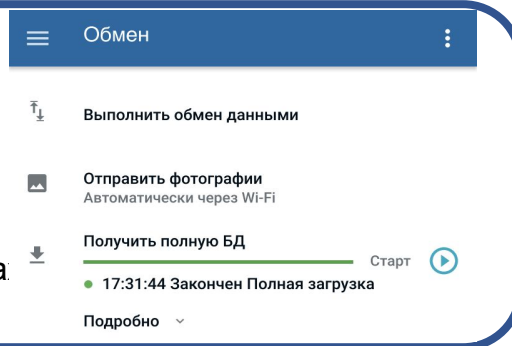 Обмен
Выполнить обмен данными
Отправить фотографии
Автоматически через Wi-Fi
Получить полную БД
Старт
а
17:31:44 Закончен Полная загрузка
Подробно